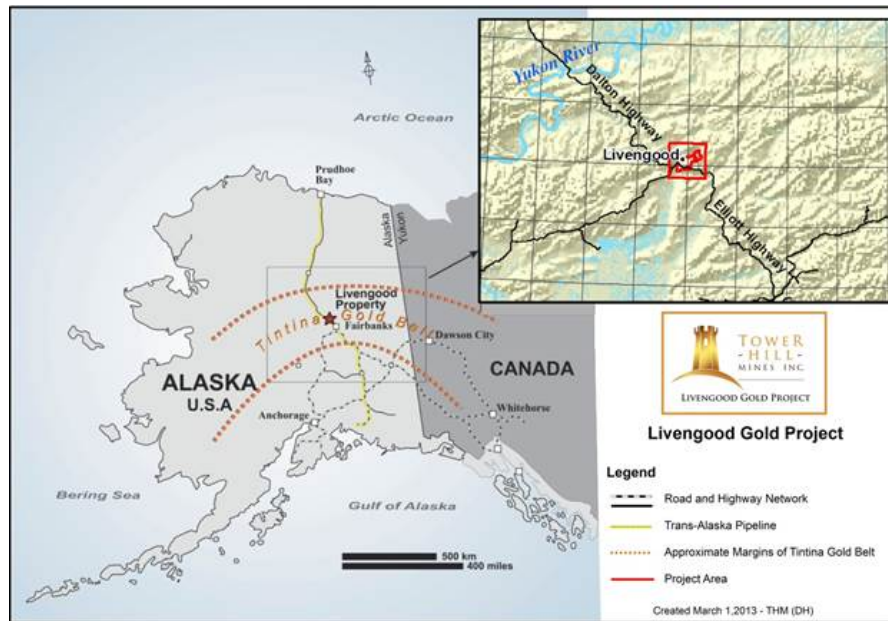 Arctic Ocean
Prudhoe
Bay
Alaska
Yukon
Livengood
Property
Tintina Gold Belt
Fairbanks
Dawson City
ALASKA
U.S.A
CANADA
Anchorage
Whitehorse
Bering Sea
Gulf of Alaska
500 km
400 miles
Yukon River
Dalton Highway
Livengood
Elliott Highway
TOWER
-HILL-
MINES INC.
LIVENGOOD GOLD PROJECT
Livengood Gold Project
Legend
Road and Highway Network
Trans-Alaska Pipeline
Approximate Margins of Tintina Gold Belt
Project Area
Created March 1,2013 - THM (DH)